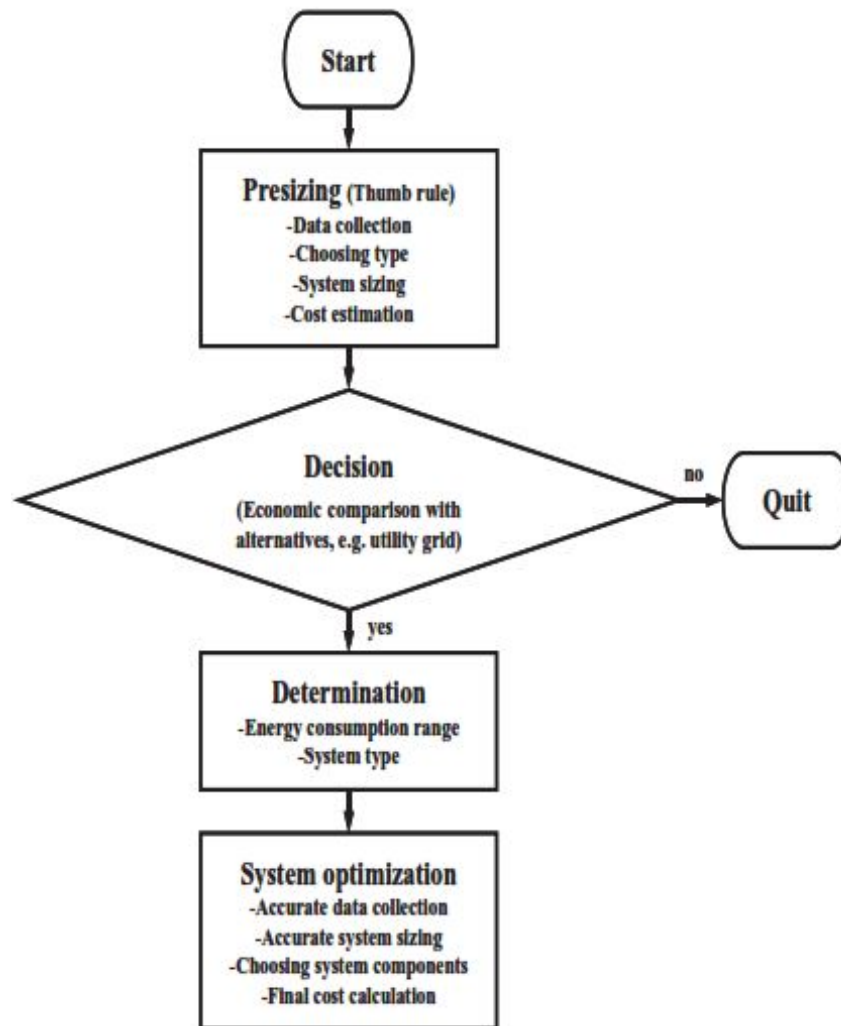 Start
Presizing (Thumb rule)
-Data collection
-Choosing type
-System sizing
-Cost estimation
Decision
(Economic comparison with
alternatives, e.g. utility grid)
no
Quit
yes
Determination
-Energy consumption range
-System type
System optimization
-Accurate data collection
-Accurate system sizing
-Choosing system components
-Final cost calculation